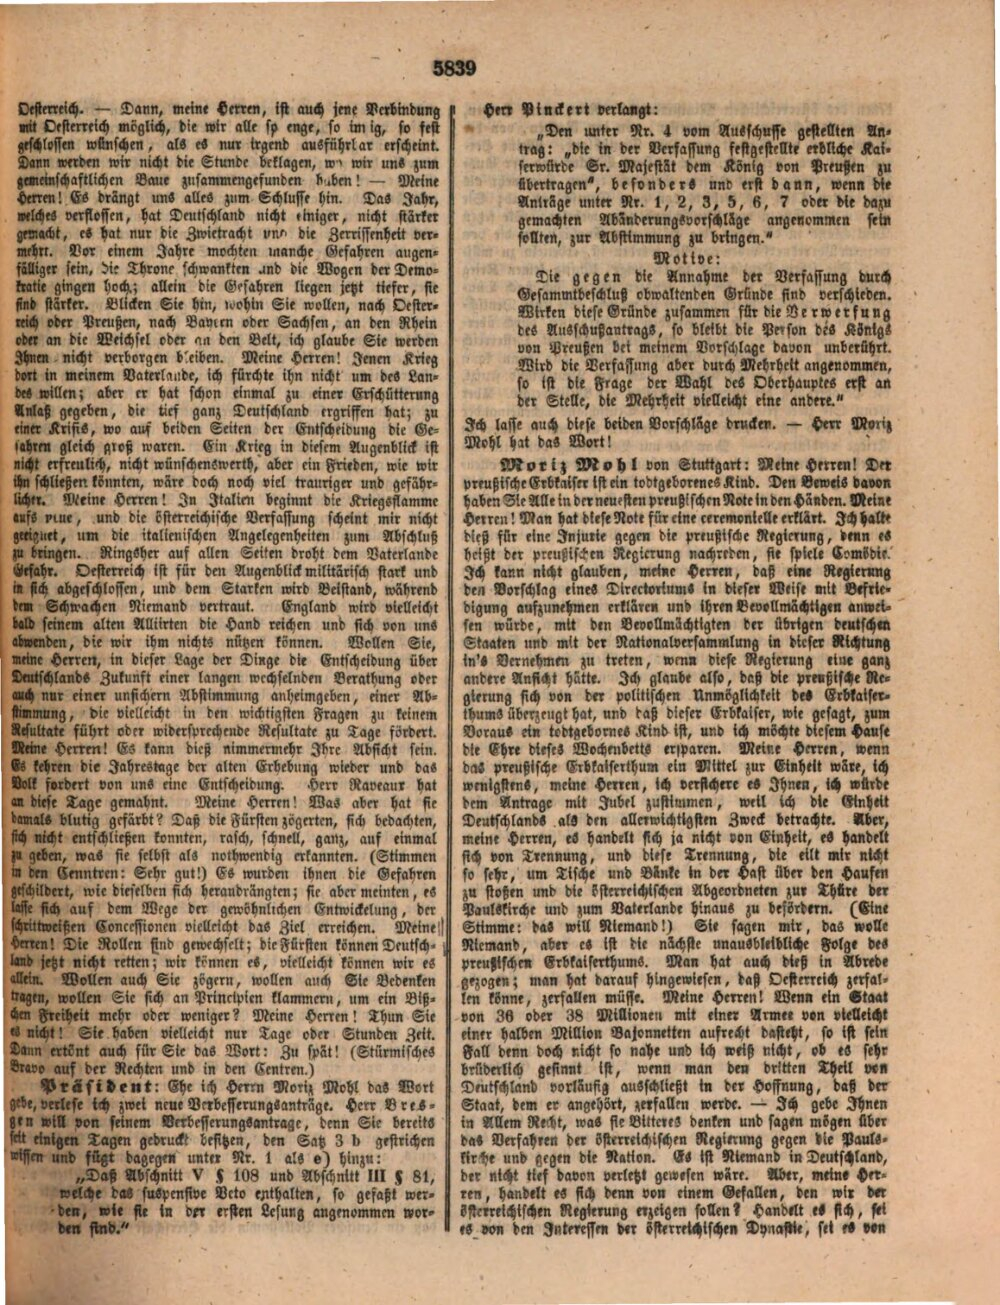 5839
Oesterreich. — Dann, meine Herren, ist auch jene Verbindung
mit Oesterreich möglich, die wir alle so enge, so innig, so fest
geschlossen wünschen, als es nur irgend ausführbar erscheint.
Dann werden wir nicht die Stunde beklagen, wo wir uns zum
gemeinschaftlichen Baue zusammengefunden haben! — Meine
Herren! Es drängt uns alles zum Schlusse hin. Das Jahr,
welches verflossen, hat Deutschland nicht einiger, nicht stärker
gemacht, es hat nur die Zwietracht und die Zerrissenheit ver-
mehrt. Vor einem Jahre mochten manche Gefahren augen-
fälliger sein, die Throne schwankten und die Wogen der Demo-
kratie gingen hoch; allein die Gefahren liegen jetzt tiefer, sie
sind stärker. Blicken Sie hin, wohin Sie wollen, nach Oester-
reich oder Preußen, nach Bayern oder Sachsen, an den Rhein
oder an die Weichsel oder an den Belt, ich glaube Sie werden
Ihnen nicht verborgen bleiben. Meine Herren! Jenen Krieg
dort in meinem Vaterlande, ich fürchte ihn nicht um des Lan-
des willen; aber er hat schon einmal zu einer Erschütterung
Anlaß gegeben, die tief ganz Deutschland ergriffen hat; zu
einer Krisis, wo auf beiden Seiten der Entscheidung die Ge-
fahren gleich groß waren. Ein Krieg in diesem Augenblick ist
nicht erfreulich, nicht wünschenswerth, aber ein Frieden, wie wir
ihn schließen könnten, wäre doch noch viel trauriger und gefähr-
licher. Meine Herren! In Italien beginnt die Kriegsflamme
aufs neue, und die österreichische Verfassung scheint mir nicht
geeignet, um die italienischen Angelegenheiten zum Abschluß
zu bringen. Ringsher auf allen Seiten droht dem Vaterlande
Gefahr. Oesterreich ist für den Augenblick militärisch stark und
in sich abgeschlossen, und dem Starken wird Beistand, während
dem Schwachen Niemand vertraut. England wird vielleicht
bald seinem alten Alliirten die Hand reichen und sich von uns
abwenden, die wir ihm nichts nützen können. Wollen Sie,
meine Herren, in dieser Lage der Dinge die Entscheidung über
Deutschlands Zukunft einer langen wechselnden Berathung oder
auch nur einer unsichern Abstimmung anheimgeben, einer Ab-
stimmung, die vielleicht in den wichtigsten Fragen zu keinem
Resultate führt oder widersprechende Resultate zu Tage fördert.
Meine Herren! Es kann dieß nimmermehr Ihre Absicht sein.
Es kehren die Jahrestage der alten Erhebung wieder und das
Volk fordert von uns eine Entscheidung. Herr Raveaux hat
an diese Tage gemahnt. Meine Herren! Was aber hat sie
damals blutig gefärbt? Daß die Fürsten zögerten, sich bedachten,
sich nicht entschließen konnten, rasch, schnell, ganz, auf einmal
zu geben, was sie selbst als nothwendig erkannten. (Stimmen
in den Centren: Sehr gut!) Es wurden ihnen die Gefahren
geschildert, wie dieselben sich herandrängten; sie aber meinten, es
lasse sich auf dem Wege der gewöhnlichen Entwickelung, der
schrittweißen Concessionen vielleicht das Ziel erreichen. Meine
Herren! Die Rollen sind gewechselt; die Fürsten können Deutsch-
land jetzt nicht retten; wir können es, vielleicht können wir es
allein. Wollen auch Sie zögern, wollen auch Sie Bedenken
tragen, wollen Sie sich an Principien klammern, um ein Biß-
chen Freiheit mehr oder weniger? Meine Herren! Thun Sie
es nicht! Sie haben vielleicht nur Tage oder Stunden Zeit.
Dann ertönt auch für Sie das Wort: Zu spät! (Stürmisches
Bravo auf der Rechten und in den Centren.)
Präsident: Ehe ich Herrn Moriz Mohl das Wort
gebe, verlese ich zwei neue Verbesserungsanträge. Herr Bres-
gen will von seinem Verbesserungsantrage, denn Sie bereits
seit einigen Tagen gedruckt besitzen, den Satz 3 b gestrichen
wissen und fügt dagegen unter Nr. 1 als e) hinzu:
„Daß Abschnitt V § 108 und Abschnitt III § 81,
welche das suspensive Veto enthalten, so gefaßt wer-
den, wie sie in der ersten Lesung angenommen wor-
den sind."
Herr Pinckert verlangt:
„Den unter Nr. 4 vom Ausschusse gestellten An-
trag: „die in der Verfassung festgestellte erbliche Kai-
serwürde Sr. Majestät dem König von Preußen zu
übertragen", besonders und erst dann, wenn die
Anträge unter Nr. 1, 2, 3, 5, 6, 7 oder die dazu
gemachten Abänderungsvorschläge angenommen sein
sollten, zur Abstimmung zu bringen."
Motive:
Die gegen die Annahme der Verfassung durch
Gesammtbeschluß obwaltenden Gründe sind verschieden.
Wirken diese Gründe zusammen für die Verwerfung
des Ausschußantrags, so bleibt die Person des Königs
von Preußen bei meinem Vorschlage davon unberührt.
Wird die Verfassung aber durch Mehrheit angenommen,
so ist die Frage der Wahl des Oberhauptes erst an
der Stelle, die Mehrheit vielleicht eine andere."
Ich lasse auch diese beiden Vorschläge drucken. — Herr Moriz
Mohl hat das Wort!
Moriz Mohl von Stuttgart: Meine Herren! Der
preußische Erbkaiser ist ein todtgeborenes Kind. Den Beweis davon
haben Sie Alle in der neuesten preußischen Note in den Händen. Meine
Herren! Man hat diese Note für eine ceremonielle erklärt. Ich halte
dieß für eine Injurie gegen die preußische Regierung, denn es
heißt der preußischen Regierung nachreden, sie spiele Comödie.
Ich kann nicht glauben, meine Herren, daß eine Regierung
den Vorschlag eines Directoriums in dieser Weise mit Befrie-
digung aufzunehmen erklären und ihren Bevollmächtigen anwei-
sen würde, mit den Bevollmächtigten der übrigen deutschen
Staaten und mit der Nationalversammlung in dieser Richtung
in's Vernehmen zu treten, wenn diese Regierung eine ganz
andere Ansicht hätte. Ich glaube also, daß die preußische Re-
gierung sich von der politischen Unmöglichkeit des Erbkaiser-
thums überzeugt hat, und daß dieser Erbkaiser, wie gesagt, zum
Voraus ein todtgebornes Kind ist, und ich möchte diesem Hause
die Ehre dieses Wochenbetts ersparen. Meine Herren, wenn
das preußische Erbkaiserthum ein Mittel zur Einheit wäre, ich
wenigstens, meine Herren, ich versichere es Ihnen, ich würde
dem Antrage mit Jubel zustimmen, weil ich die Einheit
Deutschlands als den allerwichtigsten Zweck betrachte. Aber,
meine Herren, es handelt sich ja nicht von Einheit, es handelt
sich von Trennung, und diese Trennung, die eilt mir nicht
so sehr, um Tische und Bänke in der Hast über den Haufen
zu stoßen und die österreichischen Abgeordneten zur Thüre der
Paulskirche und zum Vaterlande hinaus zu befördern. (Eine
Stimme: das will Niemand!) Sie sagen mir, das wolle
Niemand, aber es ist die nächste unausbleibliche Folge des
preußischen Erbkaiserthums. Man hat auch dieß in Abrede
gezogen; man hat darauf hingewiesen, daß Oesterreich zerfal-
len könne, zerfallen müsse. Meine Herren! Wenn ein Staat
von 36 oder 38 Millionen mit einer Armee von vielleicht
einer halben Million Bajonnetten aufrecht dasteht, so ist sein
Fall denn doch nicht so nahe und ich weiß nicht, ob es sehr
brüderlich gesinnt ist, wenn man den dritten Theil von
Deutschland vorläufig ausschließt in der Hoffnung, daß der
Staat, dem er angehört, zerfallen werde. — Ich gebe Ihnen
in Allem Recht, was sie Bitteres denken und sagen mögen über
das Verfahren der österreichischen Regierung gegen die Pauls-
kirche und gegen die Nation. Es ist Niemand in Deutschland,
der nicht tief davon verletzt gewesen wäre. Aber, meine Her-
ren, handelt es sich denn von einem Gefallen, den wir der
österreichischen Regierung erzeigen sollen? Handelt es sich, sei
es von den Interessen der österreichischen Dynastie, sei es von